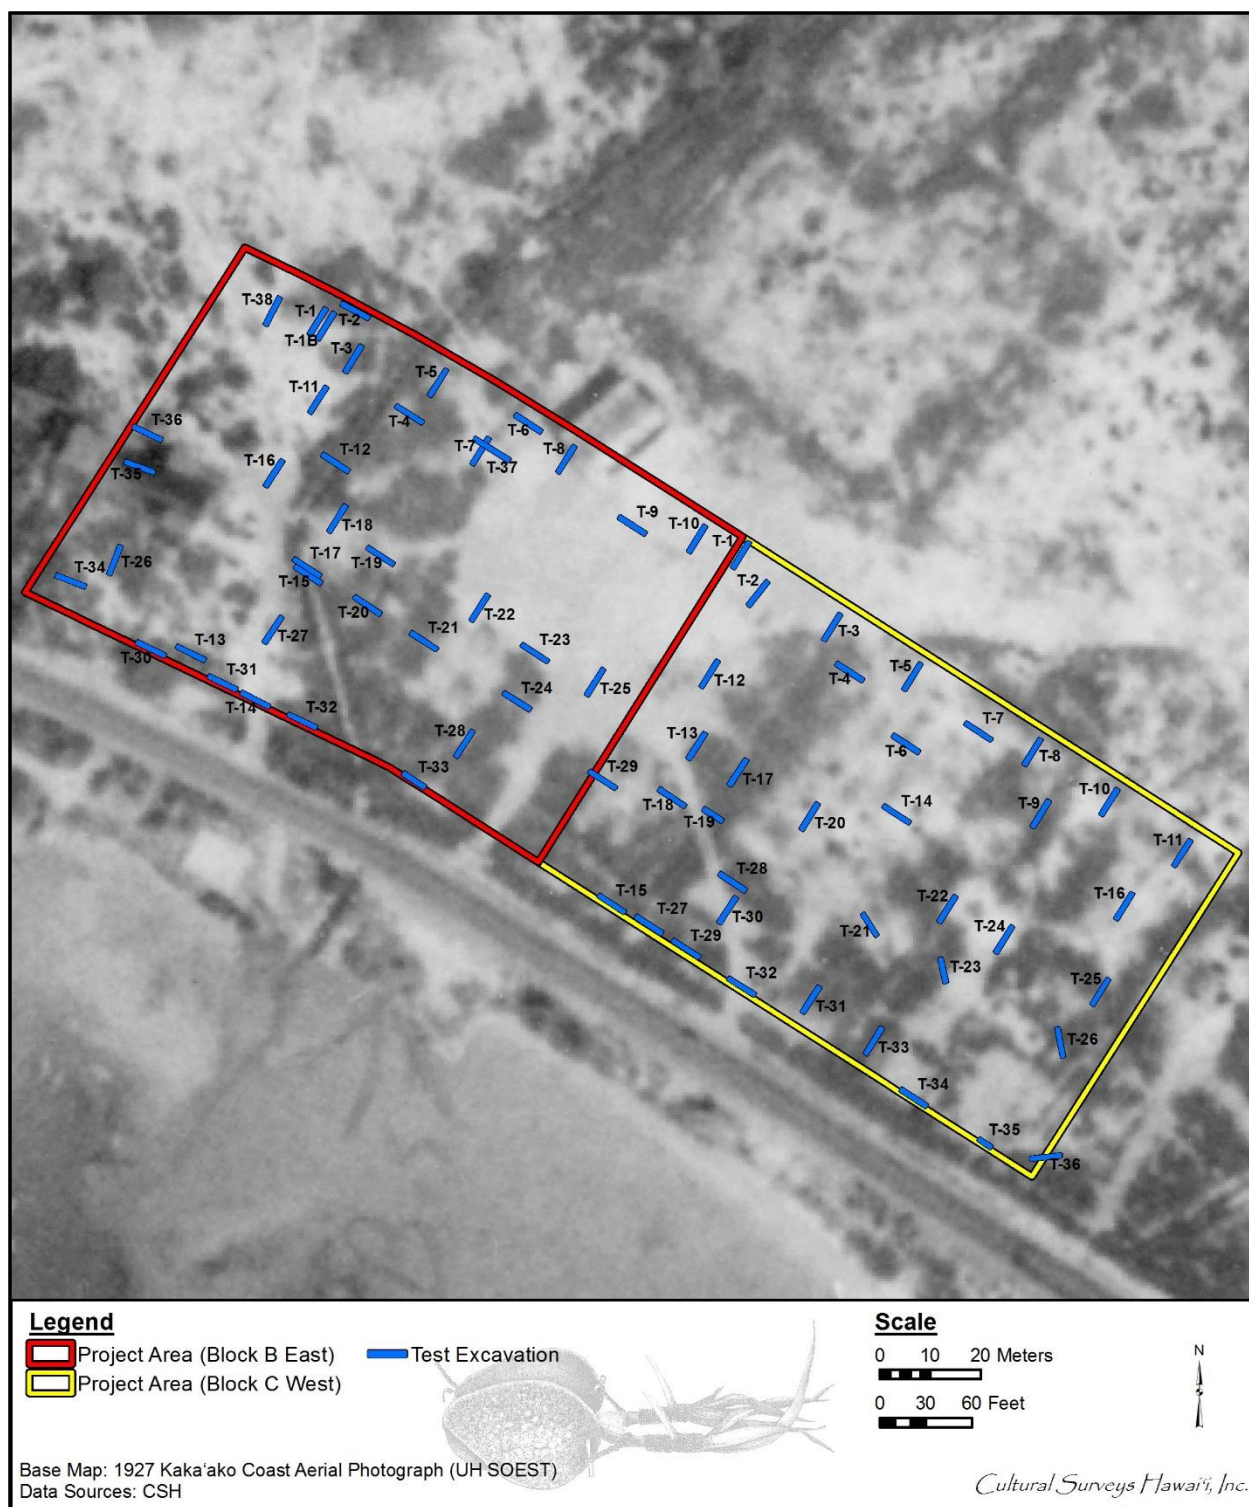 T-38
T-1
T-2
T-1B
T-3
T-5
T-11
T-4
T-36
T-6
T-7
T-8
T-12
T-37
T-16
T-35
T-18
T-9
T-10
T-1
T-17
T-19
T-26
T-34
T-15
T-2
T-20
T-22
T-3
T-27
T-21
T-13
T-30
T-23
T-31
T-5
T-12
T-4
T-25
T-24
T-14
T-32
T-28
T-13
T-7
T-6
T-8
T-33
T-29
T-17
T-18
T-10
T-14
T-19
T-20
T-9
T-11
T-28
T-15
T-16
T-22
T-27
T-30
T-21
T-24
T-29
T-23
T-32
T-25
T-31
T-26
T-33
T-34
T-35
T-36
Legend
Project Area (Block B East)
Test Excavation
Project Area (Block C West)
Scale
0 10 20 Meters
0 30 60 Feet
N
Base Map: 1927 Kakaʻako Coast Aerial Photograph (UH SOEST)
Data Sources: CSH
Cultural Surveys Hawaiʻi, Inc.